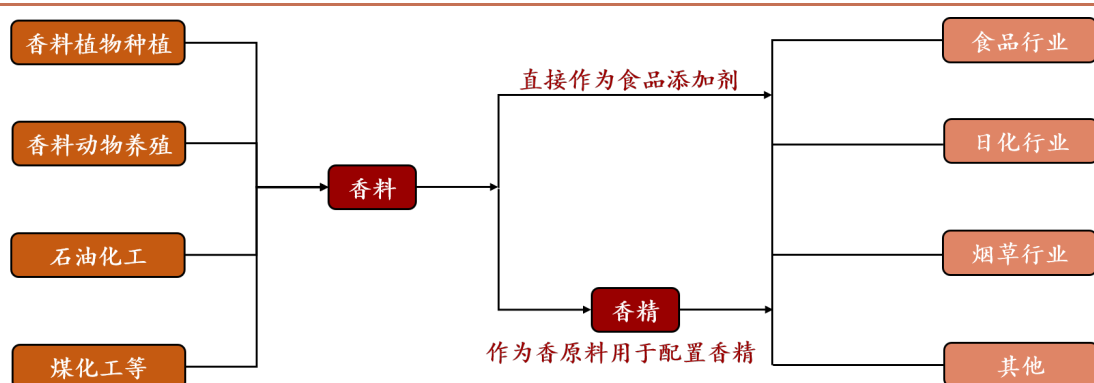 香料植物种植
香料动物养殖
石油化工
煤化工等
香料
直接作为食品添加剂
香精
作为香原料用于配置香精
食品行业
日化行业
烟草行业
其他